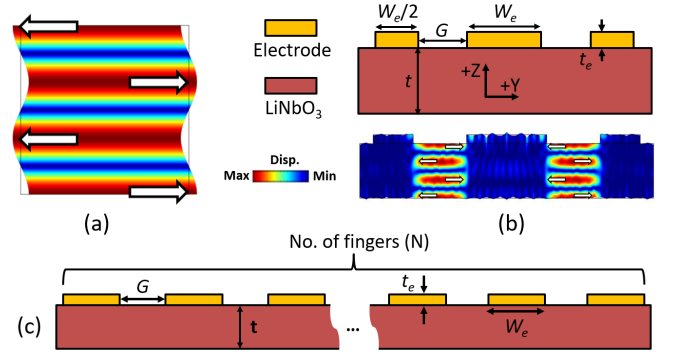 (a)
Electrode
LiNbO₃
Disp.
Max Min
Wₑ/2 Wₑ
G tₑ
t +Z +Y
(b)
No. of fingers (N)
G tₑ
(c) t ... Wₑ